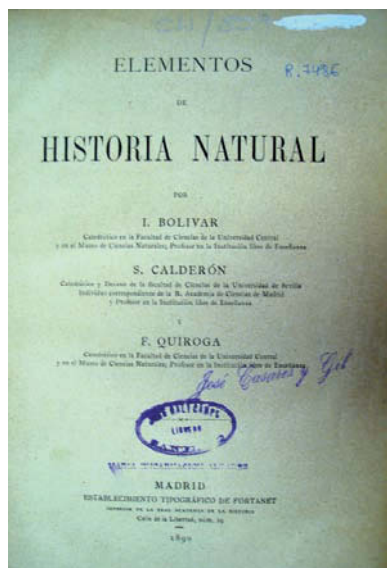 R.7486
ELEMENTOS
DE
HISTORIA NATURAL
POR
I. BOLIVAR
Catedrático en la Facultad de Ciencias de la Universidad Central
y en el Museo de Ciencias Naturales; Profesor en la Institución libre de Enseñanza
S. CALDERÓN
Catedrático y Decano de la facultad de Ciencias de la Universidad de Sevilla
Individuo correspondiente de la R. Academia de Ciencias de Madrid
y Profesor en la Institución libre de Enseñanza
Y
F. QUIROGA
Catedrático en la Facultad de Ciencias de la Universidad Central
y en el Museo de Ciencias Naturales; Profesor en la Institución libre de Enseñanza
José Casares y Gil
LIBRERO
MADRID
ESTABLECIMIENTO TIPOGRÁFICO DE FORTANET
IMPRESOR DE LA REAL ACADEMIA DE LA HISTORIA
Calle de la Libertad, núm. 29
1890